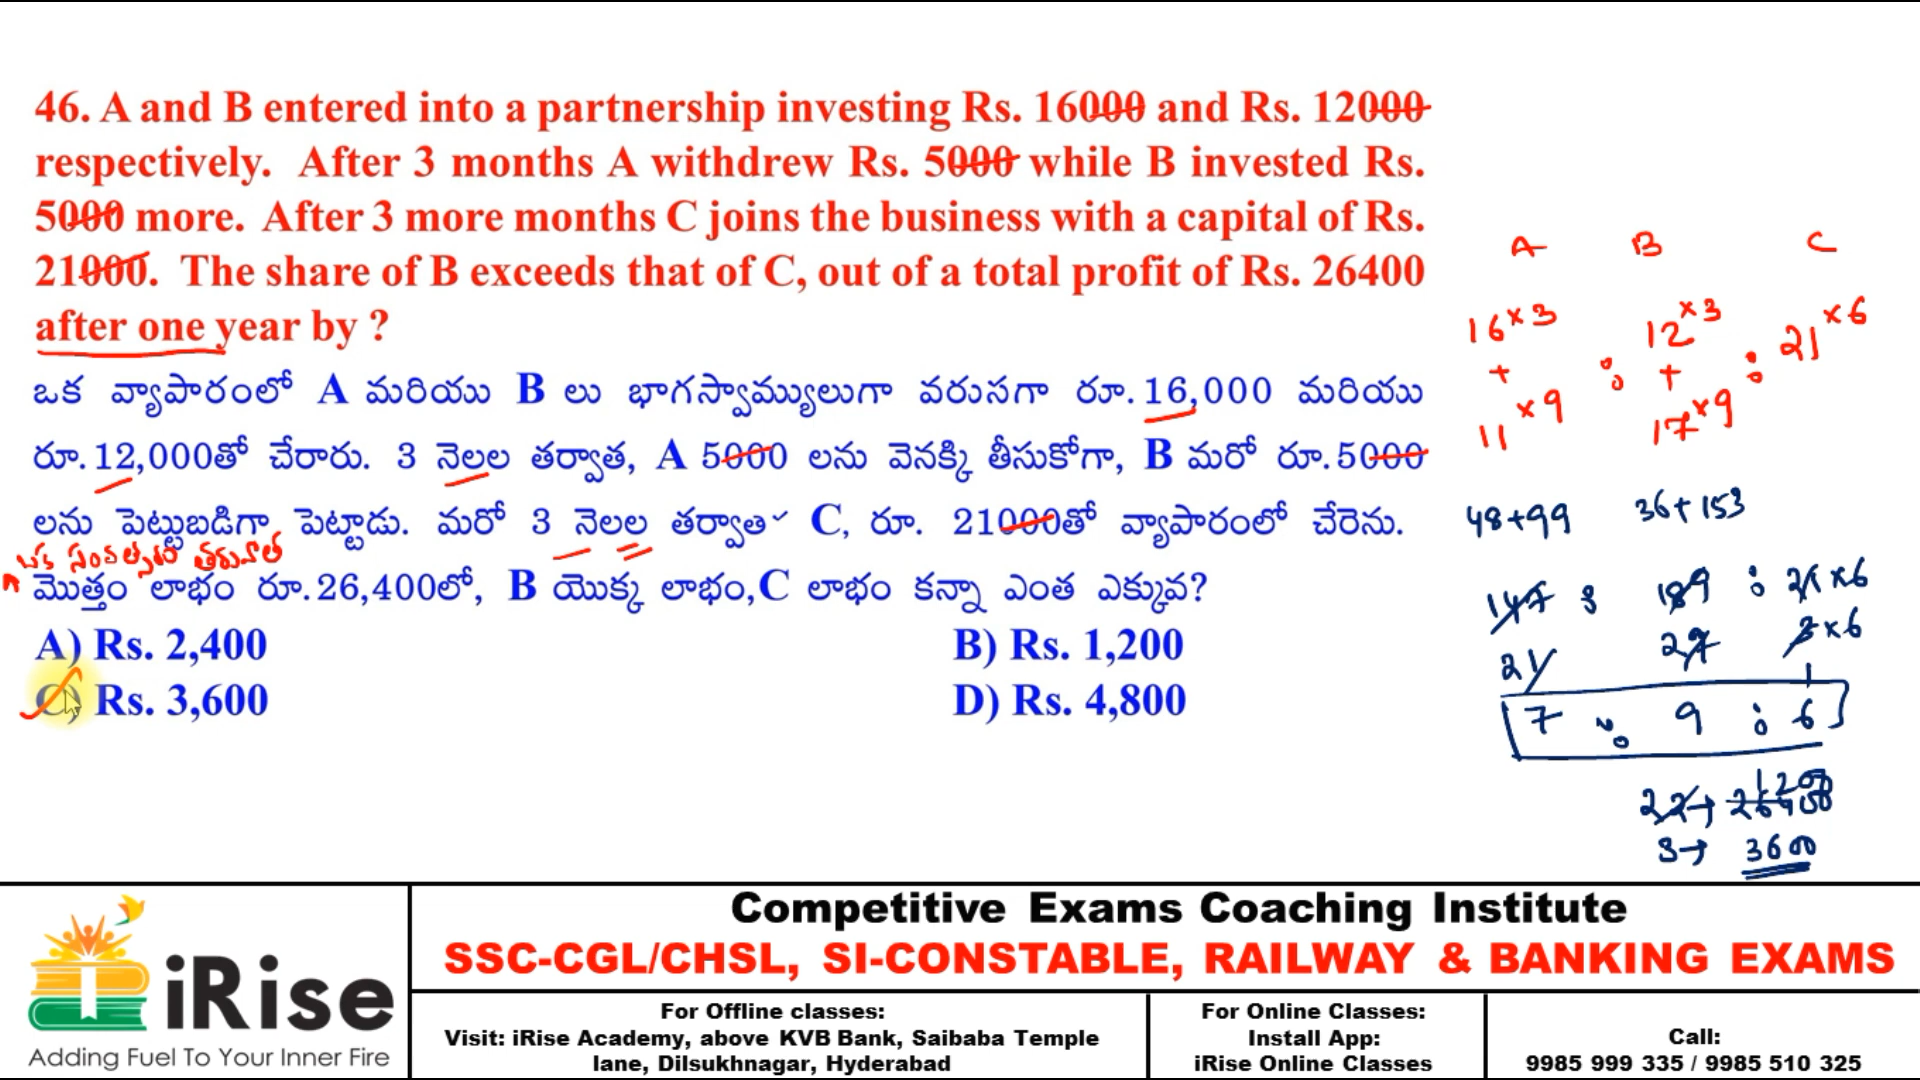 46. A and B entered into a partnership investing Rs. 16000 and Rs. 12000
respectively. After 3 months A withdrew Rs. 5000 while B invested Rs.
5000 more. After 3 more months C joins the business with a capital of Rs.
21000. The share of B exceeds that of C, out of a total profit of Rs. 26400
after one year by ?
ఒక వ్యాపారంలో A మరియు B లు భాగస్వామ్యులుగా వరుసగా రూ.16,000 మరియు
రూ.12,000తో చేరారు. 3 నెలల తర్వాత, A 5000 లను వెనక్కి తీసుకోగా, B మరో రూ.5000
లను పెట్టుబడిగా పెట్టాడు. మరో 3 నెలల తర్వాత C, రూ. 21000తో వ్యాపారంలో చేరెను.
ఒక సంవత్సరం తరువాత
మొత్తం లాభం రూ.26,400లో, B యొక్క లాభం,C లాభం కన్నా ఎంత ఎక్కువ?
A) Rs. 2,400 B) Rs. 1,200
C) Rs. 3,600 D) Rs. 4,800
A B C
16×3 12×3 21×6
+ : + :
11×9 17×9
48+99 36+153
147 : 189 : 21×6
21 27 3×6
1
7 : 9 : 6
1200
22→ 26400
3→ 3600
iRise
Adding Fuel To Your Inner Fire
Competitive Exams Coaching Institute
SSC-CGL/CHSL, SI-CONSTABLE, RAILWAY & BANKING EXAMS
For Offline classes:
Visit: iRise Academy, above KVB Bank, Saibaba Temple
lane, Dilsukhnagar, Hyderabad
For Online Classes:
Install App:
iRise Online Classes
Call:
9985 999 335 / 9985 510 325